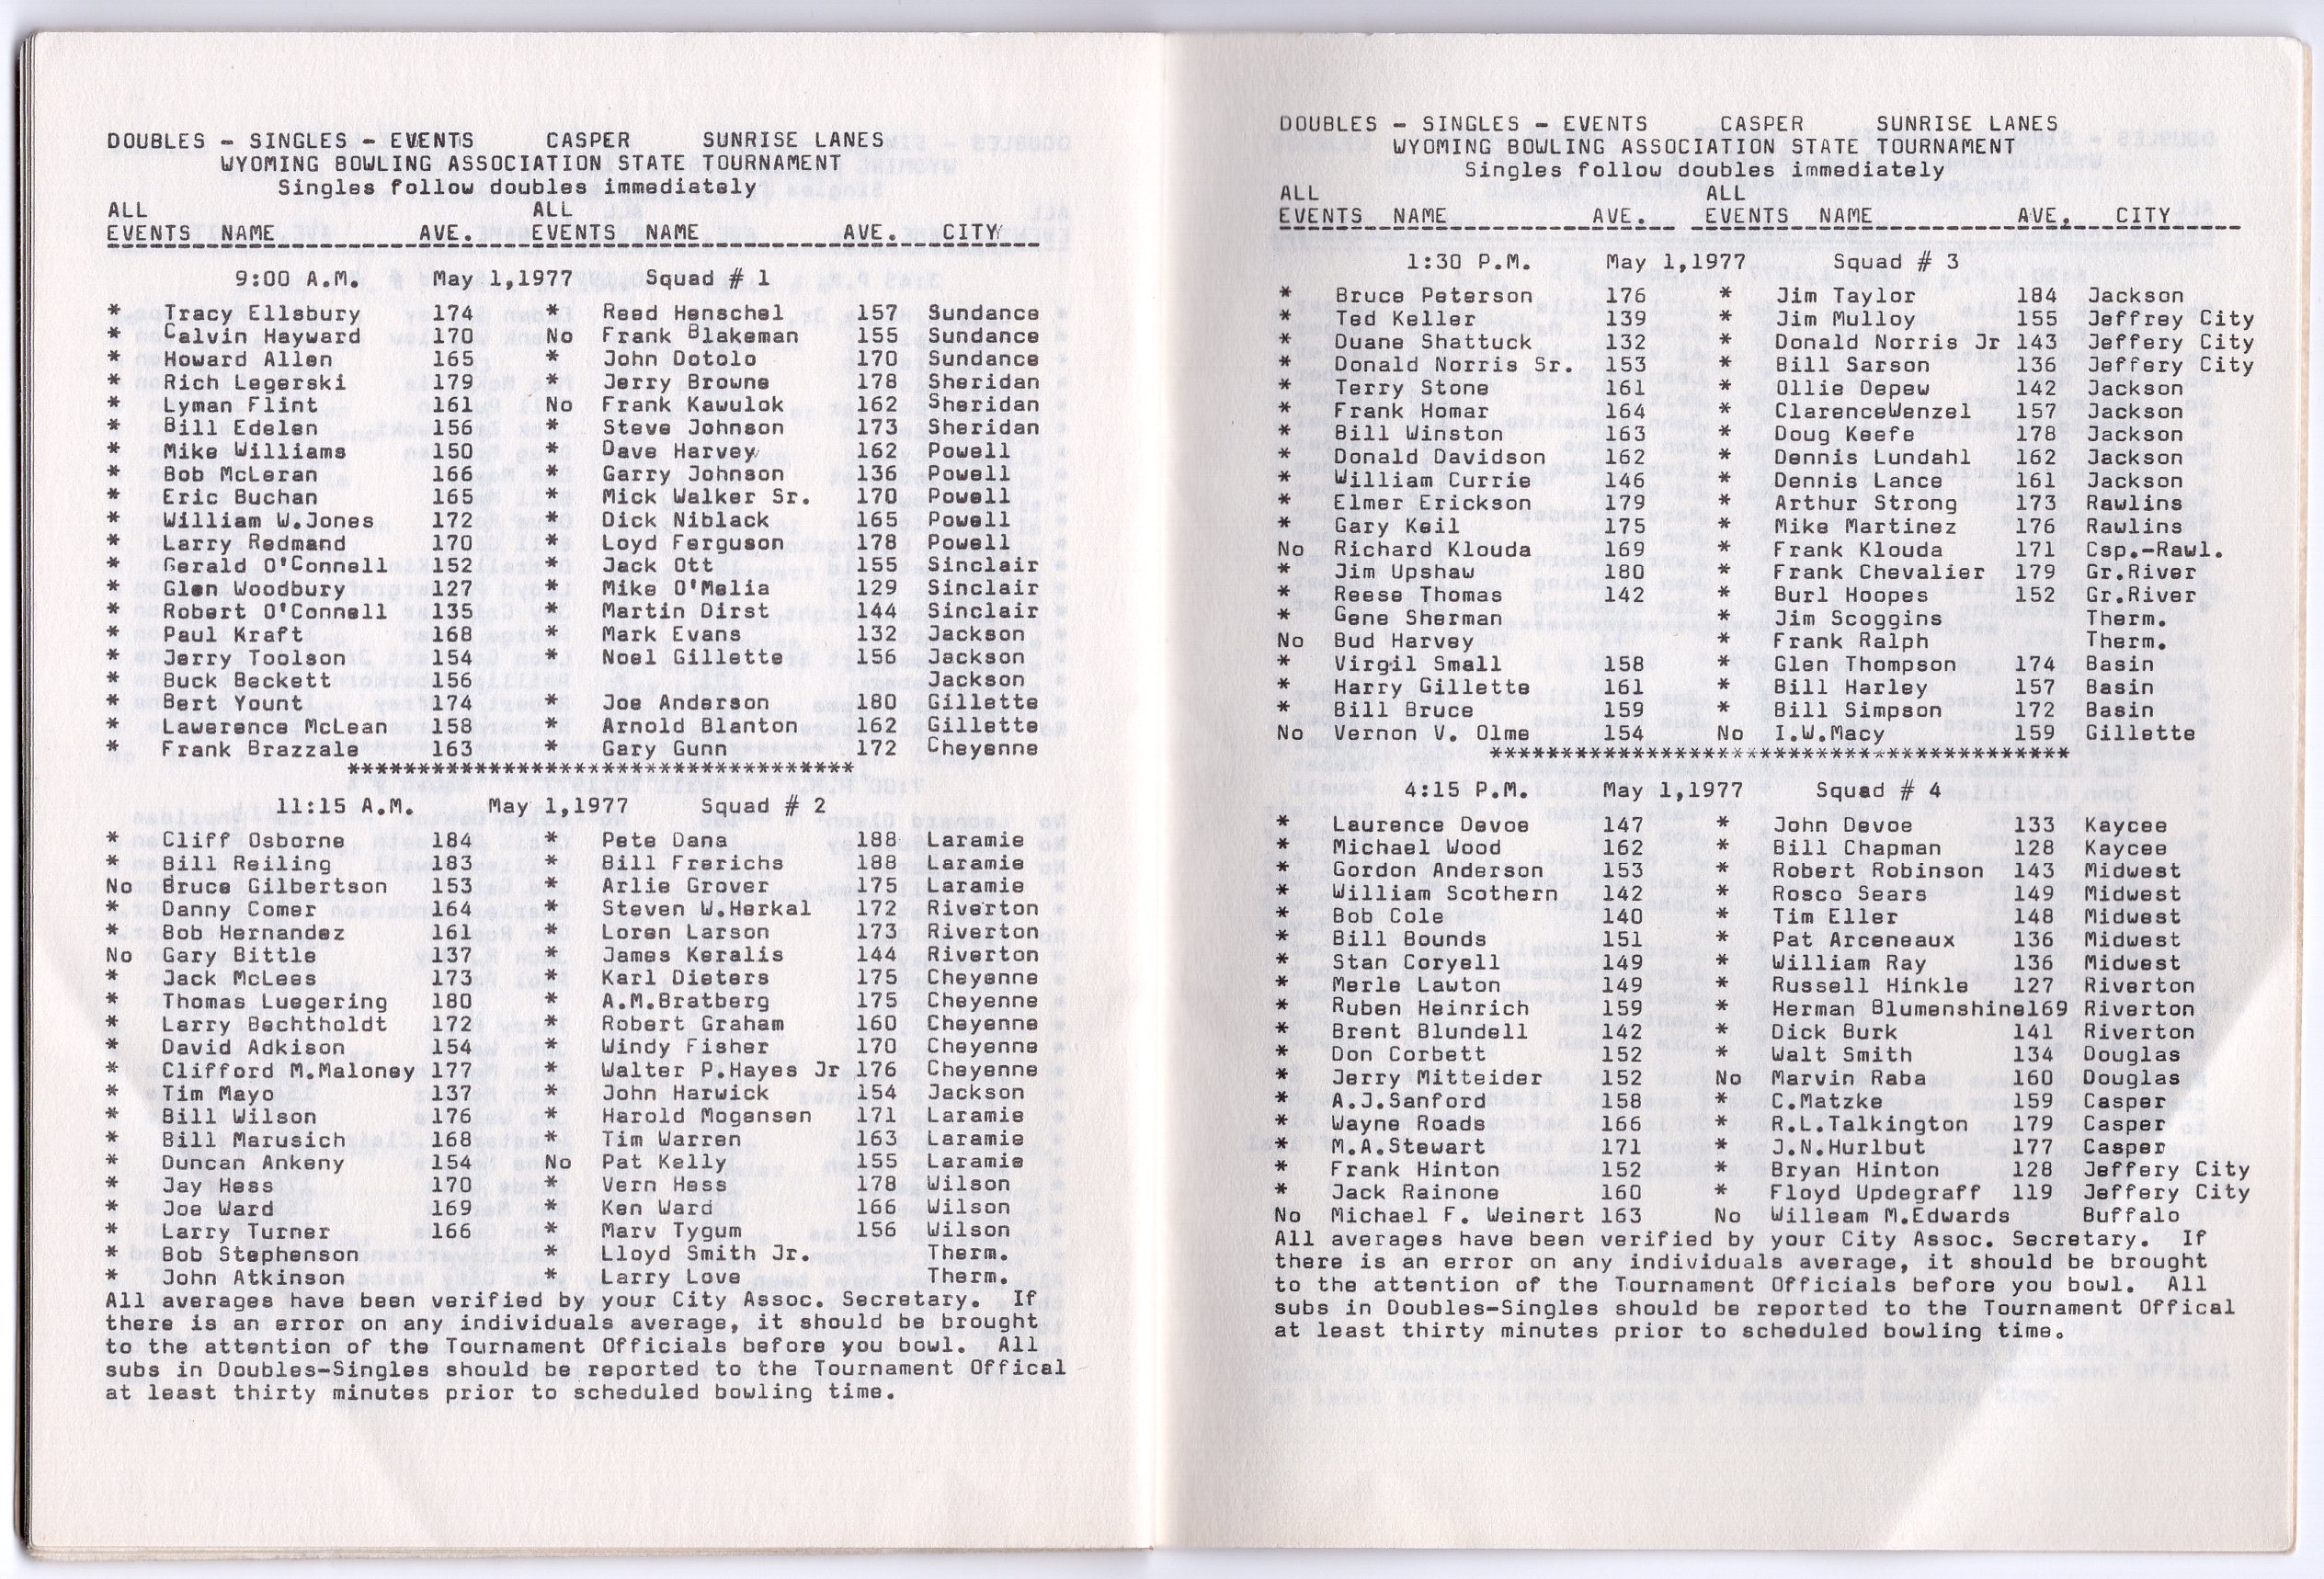 DOUBLES - SINGLES - EVENTS CASPER SUNRISE LANES
WYOMING BOWLING ASSOCIATION STATE TOURNAMENT
Singles follow doubles immediately
ALL ALL
EVENTS NAME AVE. EVENTS NAME AVE. CITY
9:00 A.M. May 1,1977 Squad # 1
* Tracy Ellsbury 174 * Reed Henschel 157 Sundance
* Calvin Hayward 170 No Frank Blakeman 155 Sundance
* Howard Allen 165 * John Dotolo 170 Sundance
* Rich Legerski 179 * Jerry Browne 178 Sheridan
* Lyman Flint 161 No Frank Kawulok 162 Sheridan
* Bill Edelen 156 * Steve Johnson 173 Sheridan
* Mike Williams 150 * Dave Harvey 162 Powell
* Bob McLeran 166 * Garry Johnson 136 Powell
* Eric Buchan 165 * Mick Walker Sr. 170 Powell
* William W.Jones 172 * Dick Niblack 165 Powell
* Larry Redmand 170 * Loyd Ferguson 178 Powell
* Gerald O'Connell 152 * Jack Ott 155 Sinclair
* Glen Woodbury 127 * Mike O'Melia 129 Sinclair
* Robert O'Connell 135 * Martin Dirst 144 Sinclair
* Paul Kraft 168 * Mark Evans 132 Jackson
* Jerry Toolson 154 * Noel Gillette 156 Jackson
* Buck Beckett 156 Jackson
* Bert Yount 174 * Joe Anderson 180 Gillette
* Lawerence McLean 158 * Arnold Blanton 162 Gillette
* Frank Brazzale 163 * Gary Gunn 172 Cheyenne
************************************
11:15 A.M. May 1,1977 Squad # 2
* Cliff Osborne 184 * Pete Dana 188 Laramie
* Bill Reiling 183 * Bill Frerichs 188 Laramie
No Bruce Gilbertson 153 * Arlie Grover 175 Laramie
* Danny Comer 164 * Steven W.Herkal 172 Riverton
* Bob Hernandez 161 * Loren Larson 173 Riverton
No Gary Bittle 137 * James Keralis 144 Riverton
* Jack McLees 173 * Karl Dieters 175 Cheyenne
* Thomas Luegering 180 * A.M.Bratberg 175 Cheyenne
* Larry Bechtholdt 172 * Robert Graham 160 Cheyenne
* David Adkison 154 * Windy Fisher 170 Cheyenne
* Clifford M.Maloney 177 * Walter P.Hayes Jr 176 Cheyenne
* Tim Mayo 137 * John Harwick 154 Jackson
* Bill Wilson 176 * Harold Mogensen 171 Laramie
* Bill Marusich 168 * Tim Warren 163 Laramie
* Duncan Ankeny 154 No Pat Kelly 155 Laramie
* Jay Hess 170 * Vern Hess 178 Wilson
* Joe Ward 169 * Ken Ward 166 Wilson
* Larry Turner 166 * Marv Tygum 156 Wilson
* Bob Stephenson * Lloyd Smith Jr. Therm.
* John Atkinson * Larry Love Therm.
All averages have been verified by your City Assoc. Secretary. If
there is an error on any individuals average, it should be brought
to the attention of the Tournament Officials before you bowl. All
subs in Doubles-Singles should be reported to the Tournament Offical
at least thirty minutes prior to scheduled bowling time.
DOUBLES - SINGLES - EVENTS CASPER SUNRISE LANES
WYOMING BOWLING ASSOCIATION STATE TOURNAMENT
Singles follow doubles immediately
ALL ALL
EVENTS NAME AVE. EVENTS NAME AVE. CITY
1:30 P.M. May 1,1977 Squad # 3
* Bruce Peterson 176 * Jim Taylor 184 Jackson
* Ted Keller 139 * Jim Mulloy 155 Jeffrey City
* Duane Shattuck 132 * Donald Norris Jr 143 Jeffery City
* Donald Norris Sr. 153 * Bill Sarson 136 Jeffery City
* Terry Stone 161 * Ollie Depew 142 Jackson
* Frank Homar 164 * ClarenceWenzel 157 Jackson
* Bill Winston 163 * Doug Keefe 178 Jackson
* Donald Davidson 162 * Dennis Lundahl 162 Jackson
* William Currie 146 * Dennis Lance 161 Jackson
* Elmer Erickson 179 * Arthur Strong 173 Rawlins
* Gary Keil 175 * Mike Martinez 176 Rawlins
No Richard Klouda 169 * Frank Klouda 171 Csp.-Rawl.
* Jim Upshaw 180 * Frank Chevalier 179 Gr.River
* Reese Thomas 142 * Burl Hoopes 152 Gr.River
* Gene Sherman * Jim Scoggins Therm.
No Bud Harvey * Frank Ralph Therm.
* Virgil Small 158 * Glen Thompson 174 Basin
* Harry Gillette 161 * Bill Harley 157 Basin
* Bill Bruce 159 * Bill Simpson 172 Basin
No Vernon V. Olme 154 No I.W.Macy 159 Gillette
*****************************************
4:15 P.M. May 1,1977 Squad # 4
* Laurence Devoe 147 * John Devoe 133 Kaycee
* Michael Wood 162 * Bill Chapman 128 Kaycee
* Gordon Anderson 153 * Robert Robinson 143 Midwest
* William Scothern 142 * Rosco Sears 149 Midwest
* Bob Cole 140 * Tim Eller 148 Midwest
* Bill Bounds 151 * Pat Arceneaux 136 Midwest
* Stan Coryell 149 * William Ray 136 Midwest
* Merle Lawton 149 * Russell Hinkle 127 Riverton
* Ruben Heinrich 159 * Herman Blumenshine169 Riverton
* Brent Blundell 142 * Dick Burk 141 Riverton
* Don Corbett 152 * Walt Smith 134 Douglas
* Jerry Mitteider 152 No Marvin Raba 160 Douglas
* A.J.Sanford 158 * C.Matzke 159 Casper
* Wayne Roads 166 * R.L.Talkington 179 Casper
* M.A.Stewart 171 * J.N.Hurlbut 177 Casper
* Frank Hinton 152 * Bryan Hinton 128 Jeffery City
* Jack Rainone 160 * Floyd Updegraff 119 Jeffery City
No Michael F. Weinert 163 No Willeam M.Edwards Buffalo
All averages have been verified by your City Assoc. Secretary. If
there is an error on any individuals average, it should be brought
to the attention of the Tournament Officials before you bowl. All
subs in Doubles-Singles should be reported to the Tournament Offical
at least thirty minutes prior to scheduled bowling time.